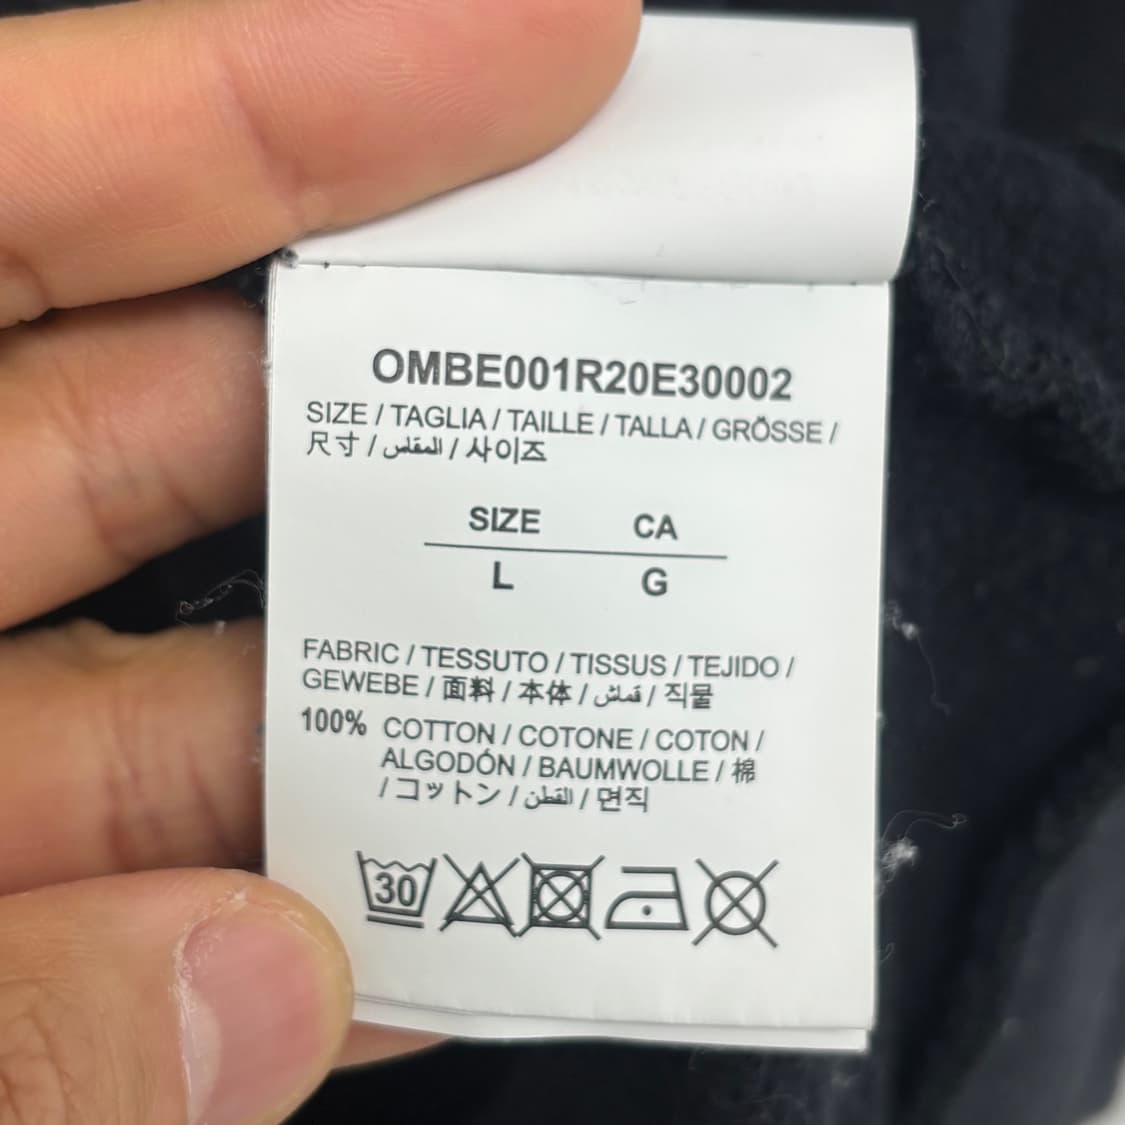 OMBE001R20E30002
SIZE / TAGLIA / TAILLE / TALLA / GRÖSSE /
尺寸 / المقاس / 사이즈
SIZE CA
L G
FABRIC / TESSUTO / TISSUS / TEJIDO /
GEWEBE / 面料 / 本体 / قماش / 직물
100% COTTON / COTONE / COTON /
ALGODÓN / BAUMWOLLE / 棉
/ コットン / القطن / 면직
30